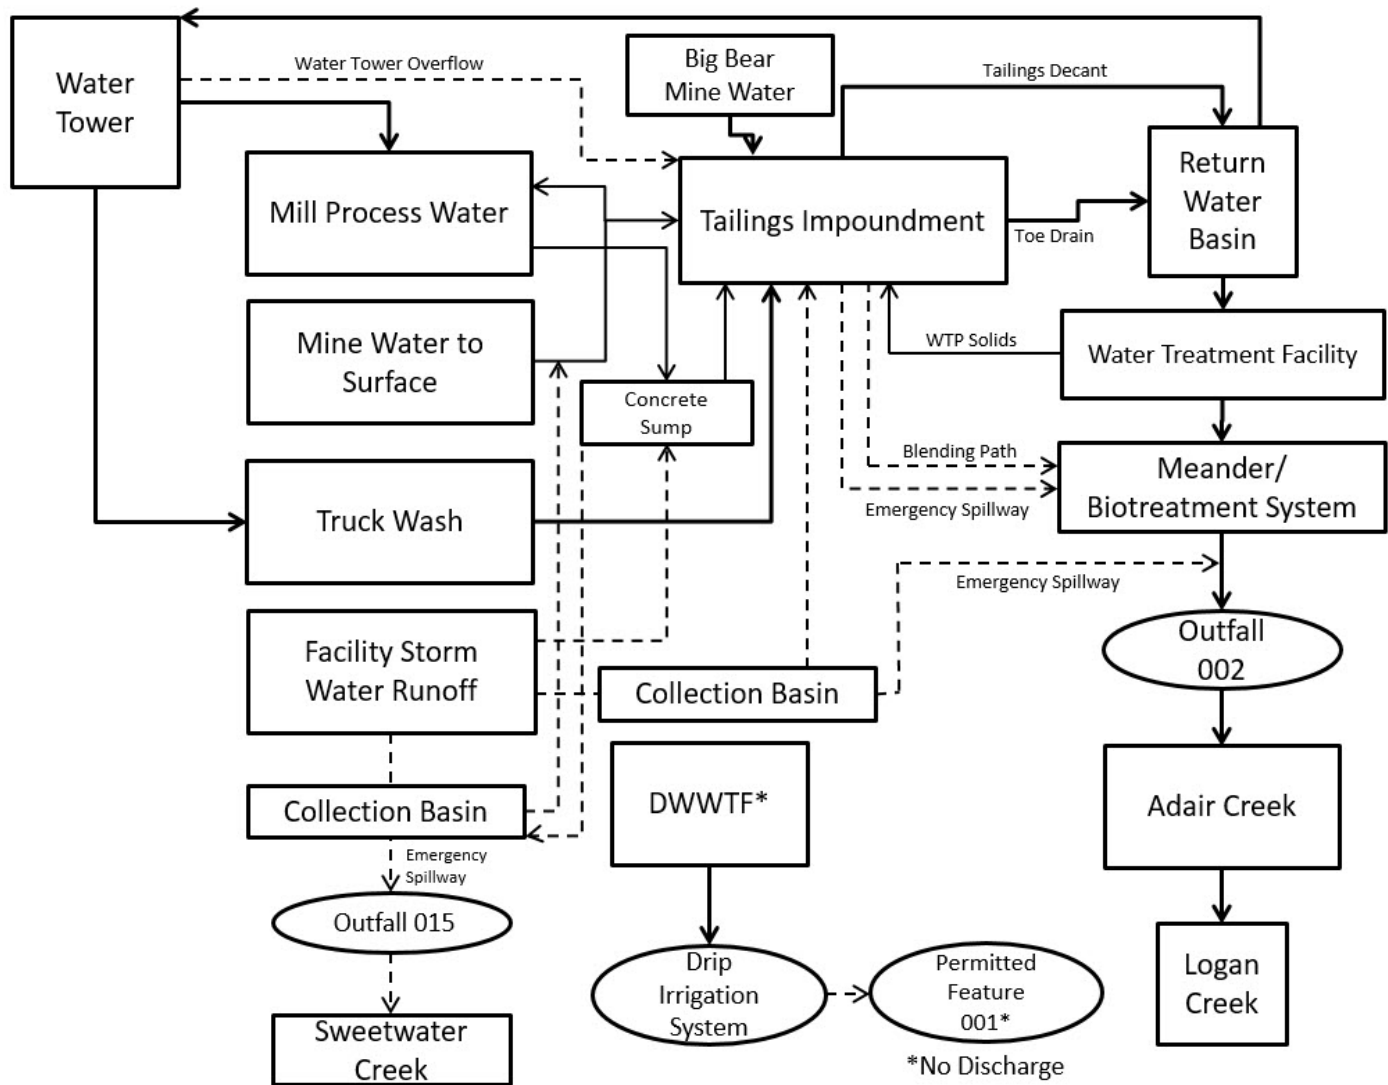 Water
Tower
Water Tower Overflow
Big Bear
Mine Water
Tailings Decant
Return
Water
Basin
Mill Process Water
Tailings Impoundment
Toe Drain
Mine Water to
Surface
WTP Solids
Water Treatment Facility
Concrete
Sump
Blending Path
Emergency Spillway
Meander/
Biotreatment System
Truck Wash
Emergency Spillway
Outfall
002
Facility Storm
Water Runoff
Collection Basin
DWWTF*
Adair Creek
Collection Basin
Emergency
Spillway
Outfall 015
Drip
Irrigation
System
Permitted
Feature
001*
Logan
Creek
Sweetwater
Creek
*No Discharge